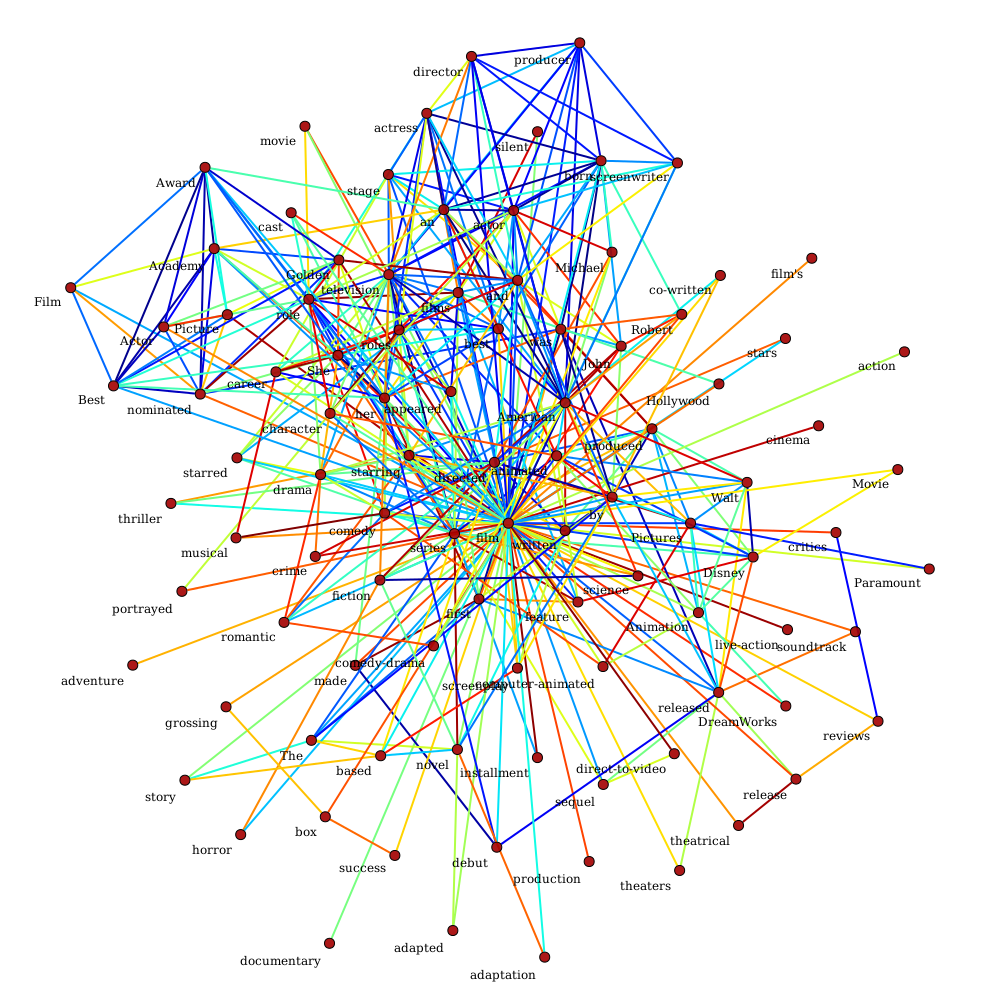 producer
director
actress
movie
silent
born
screenwriter
Award
stage
cast
an
actor
Academy
Golden
Michael
film's
television
co-written
Film
role
films
and
Actor
Picture
roles
best
was
Robert
stars
She
John
action
Best
nominated
career
her
appeared
American
Hollywood
character
produced
cinema
starred
starring
directed
animated
Walt
Movie
drama
thriller
by
musical
comedy
series
film
written
Pictures
critics
crime
Disney
Paramount
portrayed
fiction
science
romantic
first
feature
Animation
live-action
soundtrack
adventure
made
comedy-drama
screenplay
computer-animated
released
DreamWorks
grossing
reviews
The
based
novel
installment
direct-to-video
story
sequel
release
horror
box
theatrical
success
debut
production
theaters
documentary
adapted
adaptation